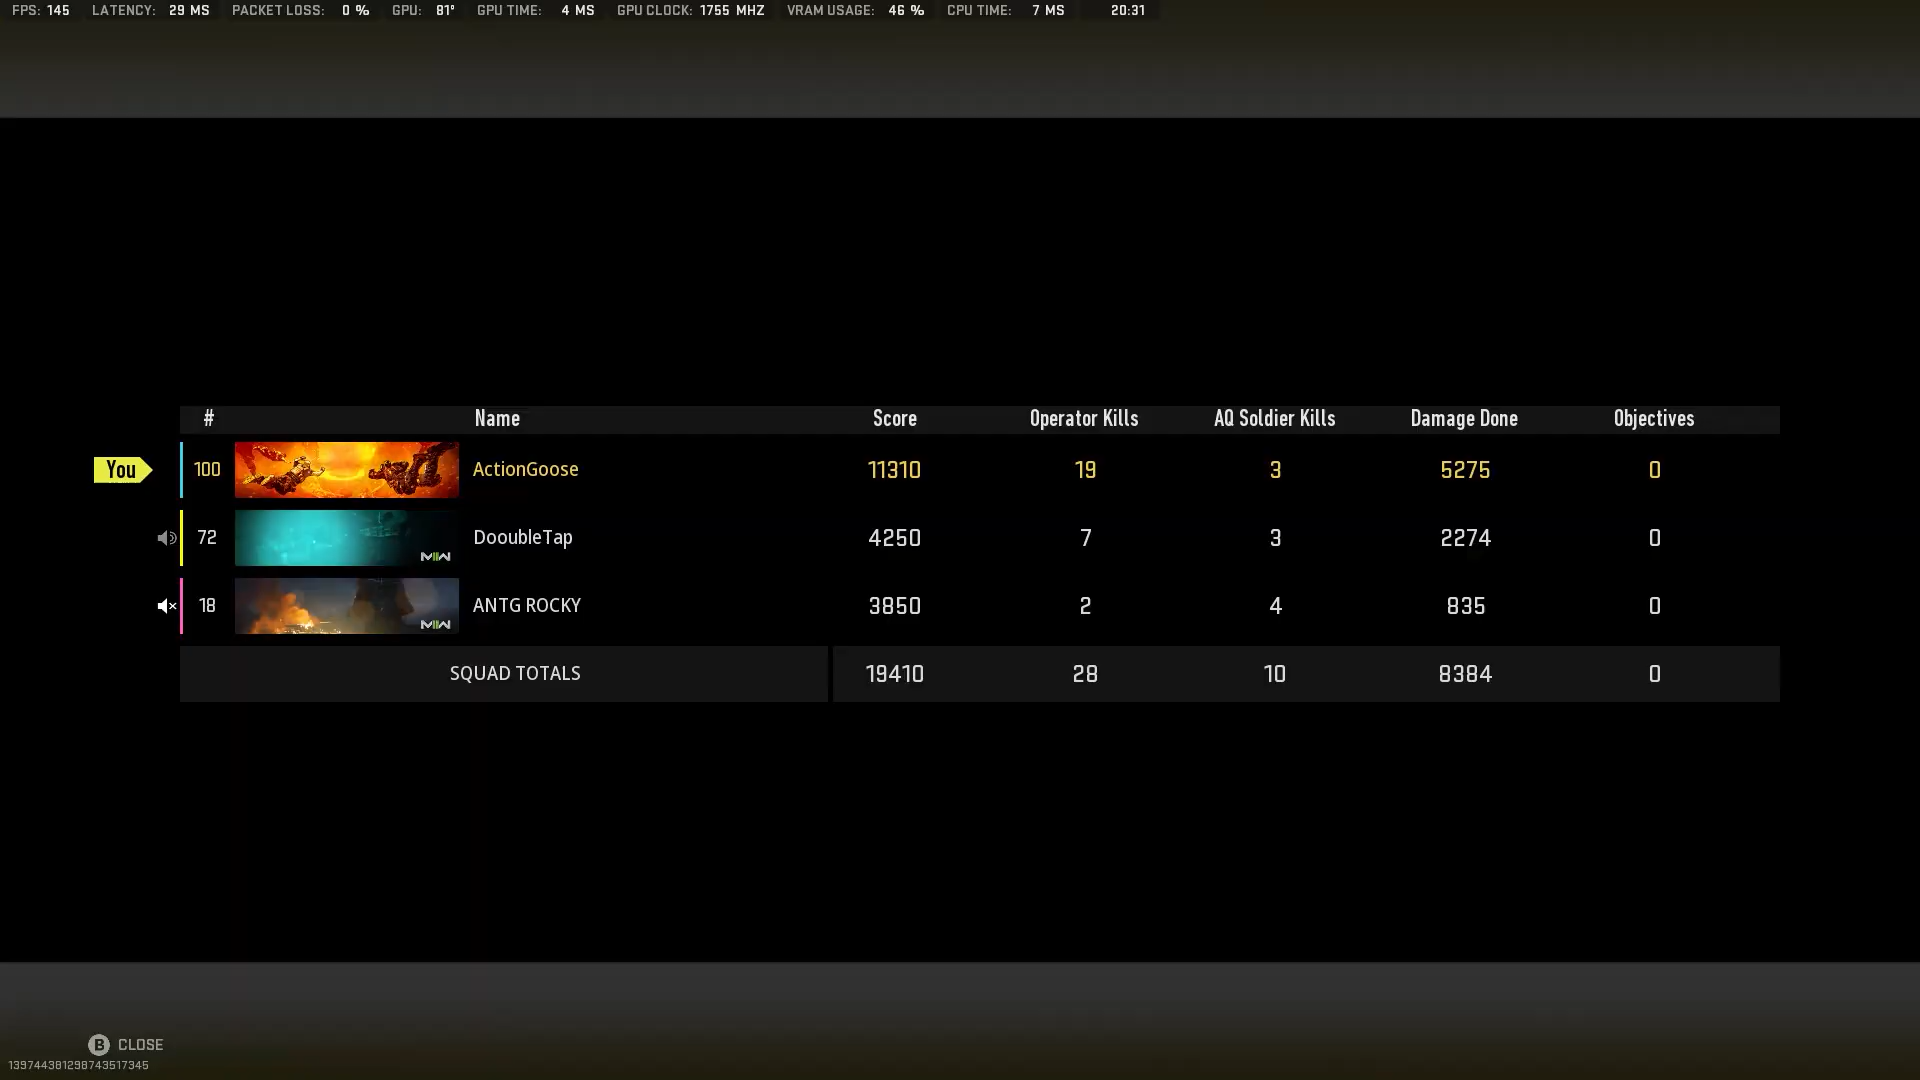 FPS: 145 LATENCY: 29 MS PACKET LOSS: 0 % GPU: 81° GPU TIME: 4 MS GPU CLOCK: 1755 MHZ VRAM USAGE: 46 % CPU TIME: 7 MS 20:31
# Name Score Operator Kills AQ Soldier Kills Damage Done Objectives
You 100 ActionGoose 11310 19 3 5275 0
72 MW DooubleTap 4250 7 3 2274 0
18 MW ANTG ROCKY 3850 2 4 835 0
SQUAD TOTALS 19410 28 10 8384 0
B CLOSE
139744381298743517345